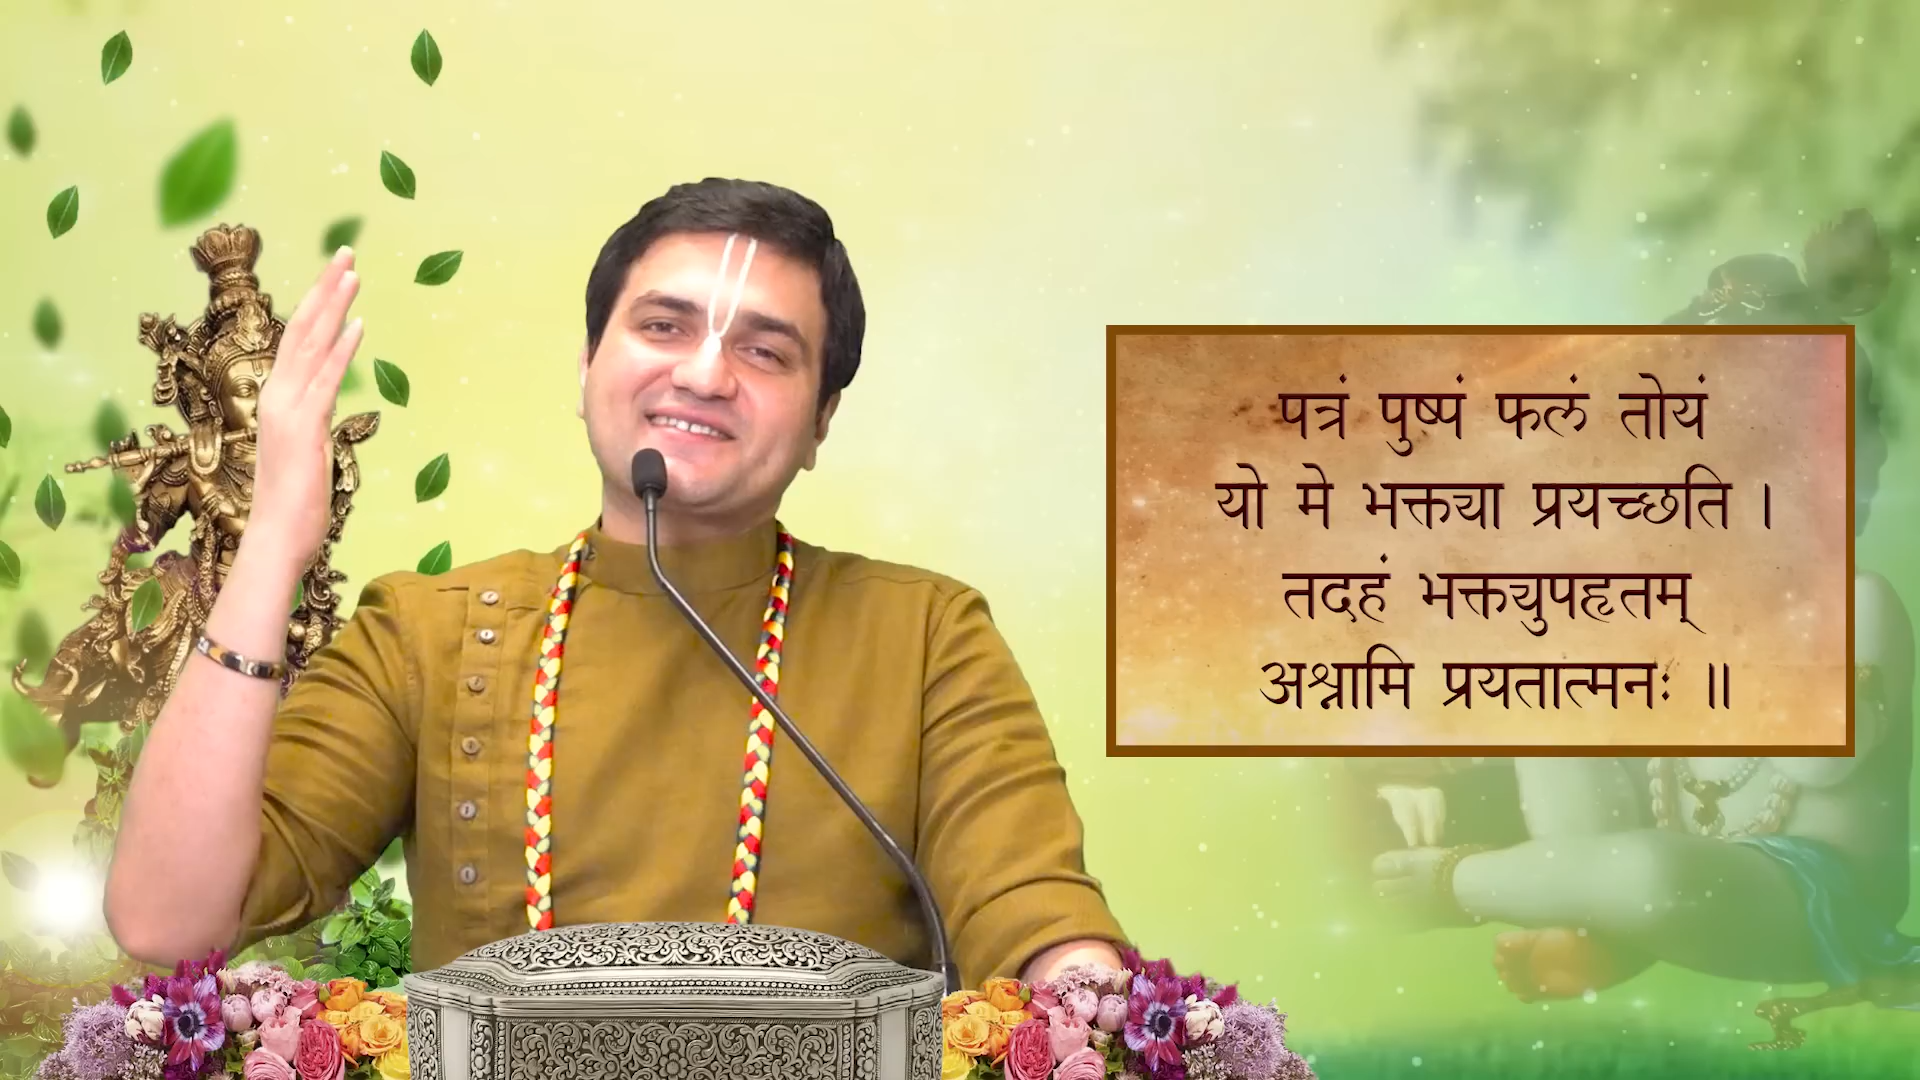 पत्रं पुष्पं फलं तोयं
यो मे भक्त्या प्रयच्छति ।
तदहं भक्त्युपहृतम्
अश्नामि प्रयतात्मनः ॥